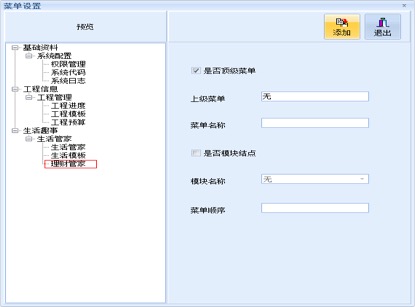 菜单设置
预览
添加
退出
基础资料
系统配置
权限管理
系统代码
系统日志
工程信息
工程管理
工程进度
工程模板
工程预算
生活趣事
生活管家
生活管家
生活模板
理财管家
是否顶级菜单
上级菜单 无
菜单名称
是否模块结点
模块名称 无
菜单顺序